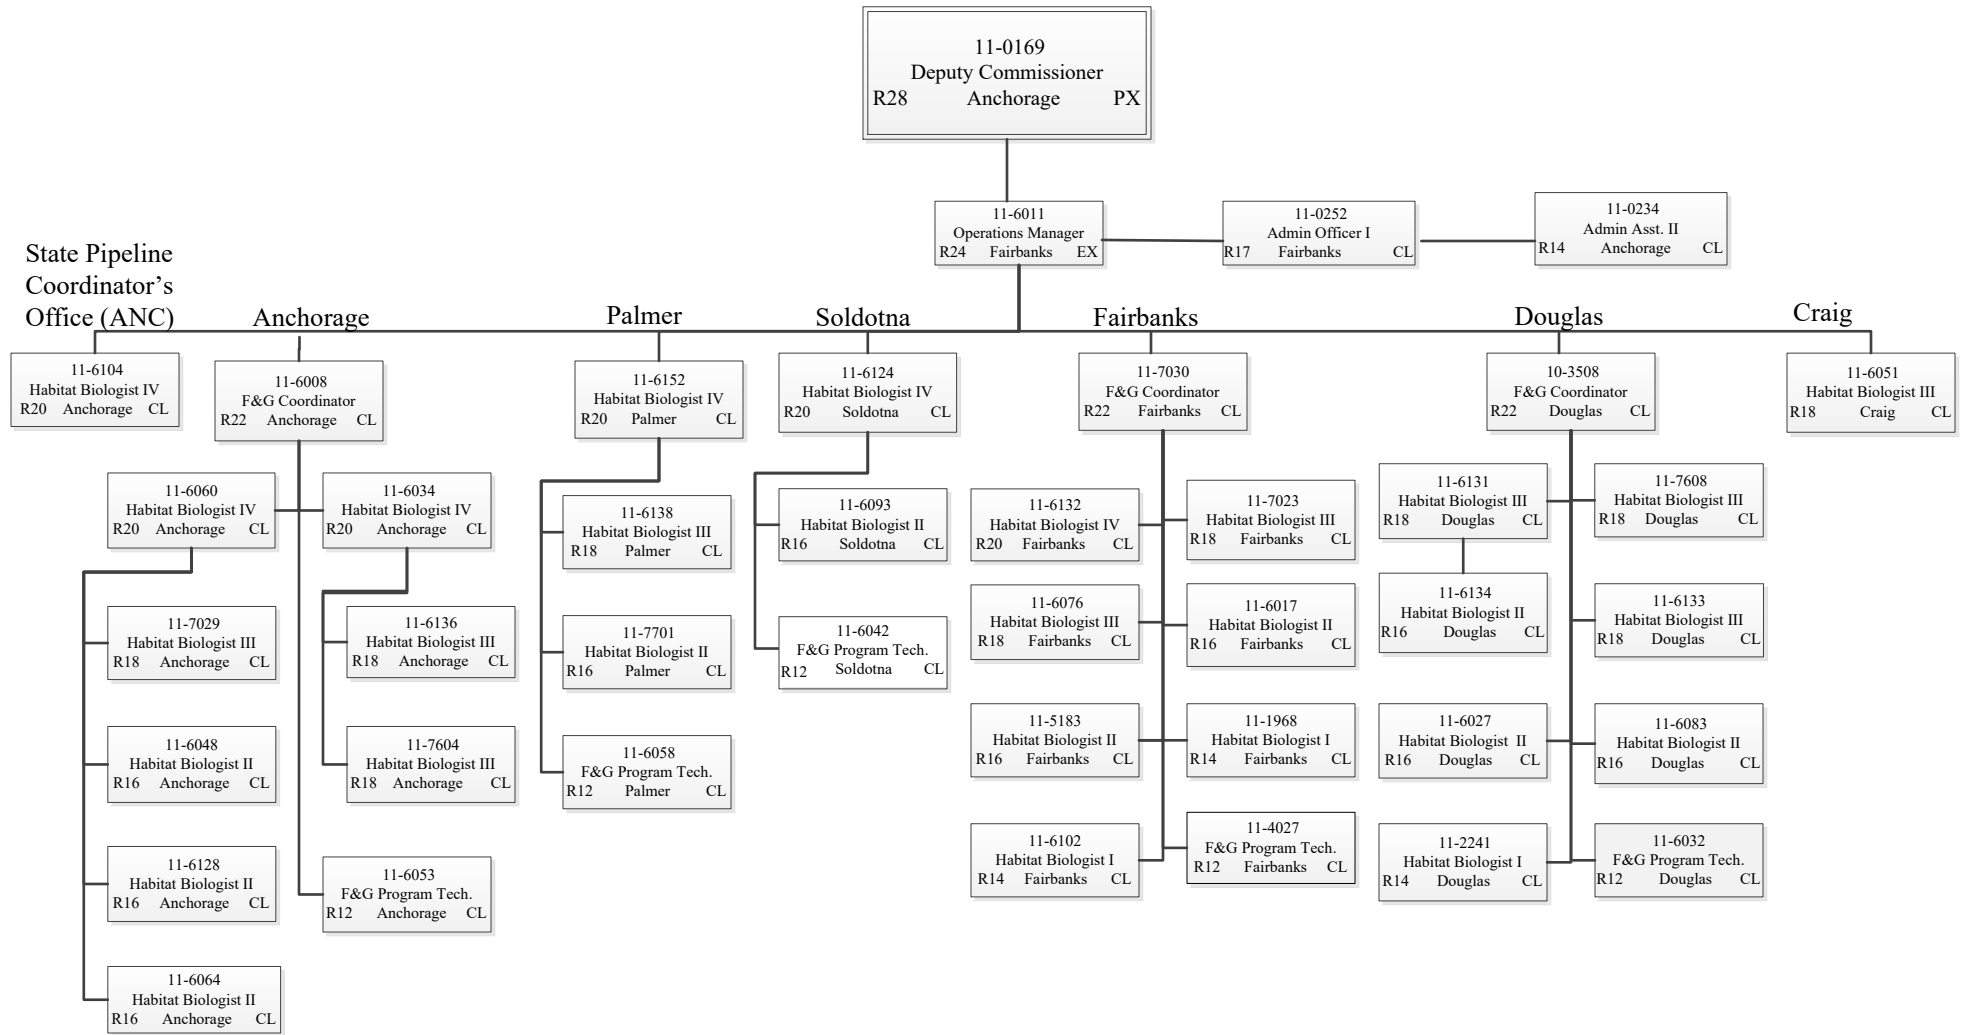 11-0169
Deputy Commissioner
R28 Anchorage PX
11-6011
Operations Manager
R24 Fairbanks EX
11-0252
Admin Officer I
R17 Fairbanks CL
11-0234
Admin Asst. II
R14 Anchorage CL
State Pipeline
Coordinator’s
Office (ANC)
Anchorage
Palmer
Soldotna
Fairbanks
Douglas
Craig
11-6104
Habitat Biologist IV
R20 Anchorage CL
11-6008
F&G Coordinator
R22 Anchorage CL
11-6152
Habitat Biologist IV
R20 Palmer CL
11-6124
Habitat Biologist IV
R20 Soldotna CL
11-7030
F&G Coordinator
R22 Fairbanks CL
10-3508
F&G Coordinator
R22 Douglas CL
11-6051
Habitat Biologist III
R18 Craig CL
11-6060
Habitat Biologist IV
R20 Anchorage CL
11-6034
Habitat Biologist IV
R20 Anchorage CL
11-7029
Habitat Biologist III
R18 Anchorage CL
11-6136
Habitat Biologist III
R18 Anchorage CL
11-6048
Habitat Biologist II
R16 Anchorage CL
11-7604
Habitat Biologist III
R18 Anchorage CL
11-6128
Habitat Biologist II
R16 Anchorage CL
11-6053
F&G Program Tech.
R12 Anchorage CL
11-6064
Habitat Biologist II
R16 Anchorage CL
11-6138
Habitat Biologist III
R18 Palmer CL
11-7701
Habitat Biologist II
R16 Palmer CL
11-6058
F&G Program Tech.
R12 Palmer CL
11-6093
Habitat Biologist II
R16 Soldotna CL
11-6042
F&G Program Tech.
R12 Soldotna CL
11-6132
Habitat Biologist IV
R20 Fairbanks CL
11-7023
Habitat Biologist III
R18 Fairbanks CL
11-6076
Habitat Biologist III
R18 Fairbanks CL
11-6017
Habitat Biologist II
R16 Fairbanks CL
11-5183
Habitat Biologist II
R16 Fairbanks CL
11-1968
Habitat Biologist I
R14 Fairbanks CL
11-6102
Habitat Biologist I
R14 Fairbanks CL
11-4027
F&G Program Tech.
R12 Fairbanks CL
11-6131
Habitat Biologist III
R18 Douglas CL
11-7608
Habitat Biologist III
R18 Douglas CL
11-6134
Habitat Biologist II
R16 Douglas CL
11-6133
Habitat Biologist III
R18 Douglas CL
11-6027
Habitat Biologist II
R16 Douglas CL
11-6083
Habitat Biologist II
R16 Douglas CL
11-2241
Habitat Biologist I
R14 Douglas CL
11-6032
F&G Program Tech.
R12 Douglas CL